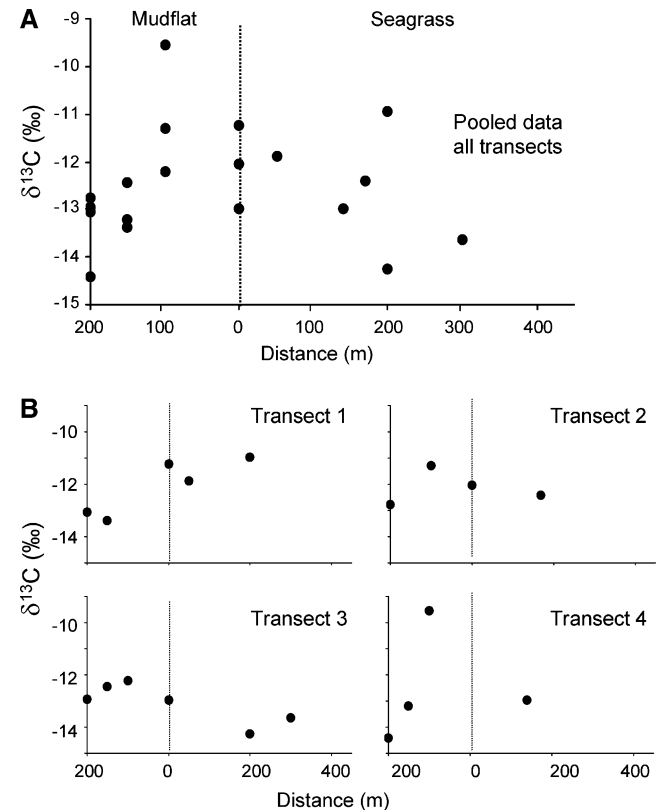 A
Mudflat
Seagrass
-9
-10
-11
-12
-13
-14
-15
δ13C (‰)
Pooled data
all transects
200 100 0 100 200 300 400
Distance (m)
B
Transect 1
Transect 2
-10
-12
-14
δ13C (‰)
Transect 3
Transect 4
-10
-12
-14
200 0 200 400
200 0 200 400
Distance (m)